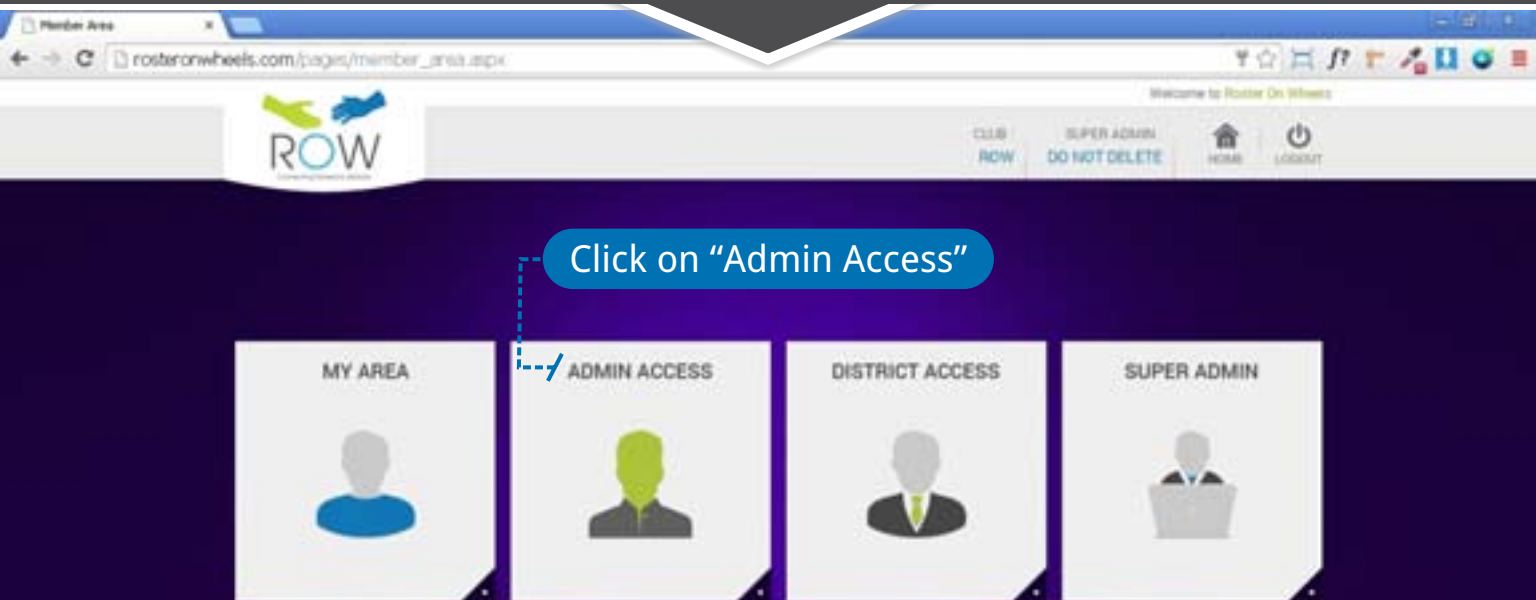 Member Area
rosteronwheels.com/pages/member_area.aspx
Welcome to Roster On Wheels
ROW
CLUB
ROW
SUPER ADMIN
DO NOT DELETE
HOME
LOGOUT
Click on “Admin Access”
MY AREA
ADMIN ACCESS
DISTRICT ACCESS
SUPER ADMIN